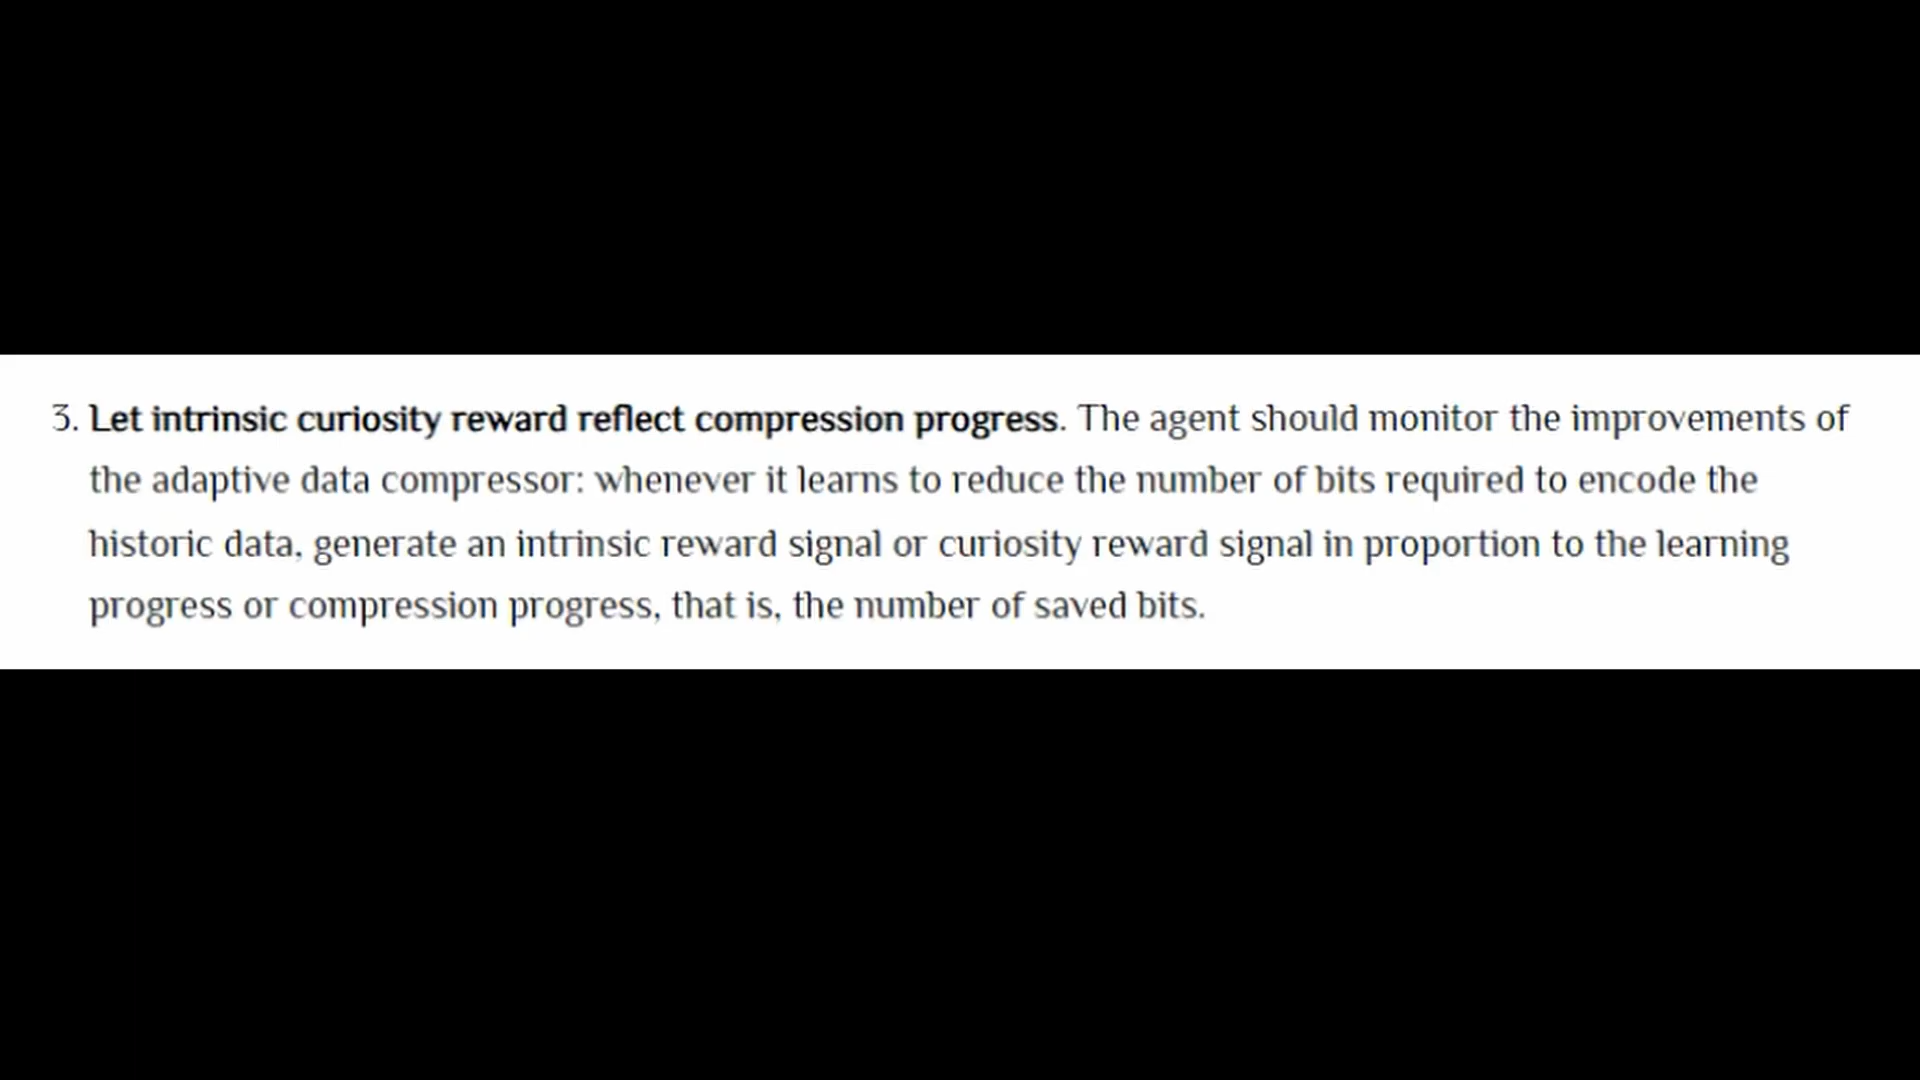 3. Let intrinsic curiosity reward reflect compression progress. The agent should monitor the improvements of
the adaptive data compressor: whenever it learns to reduce the number of bits required to encode the
historic data, generate an intrinsic reward signal or curiosity reward signal in proportion to the learning
progress or compression progress, that is, the number of saved bits.